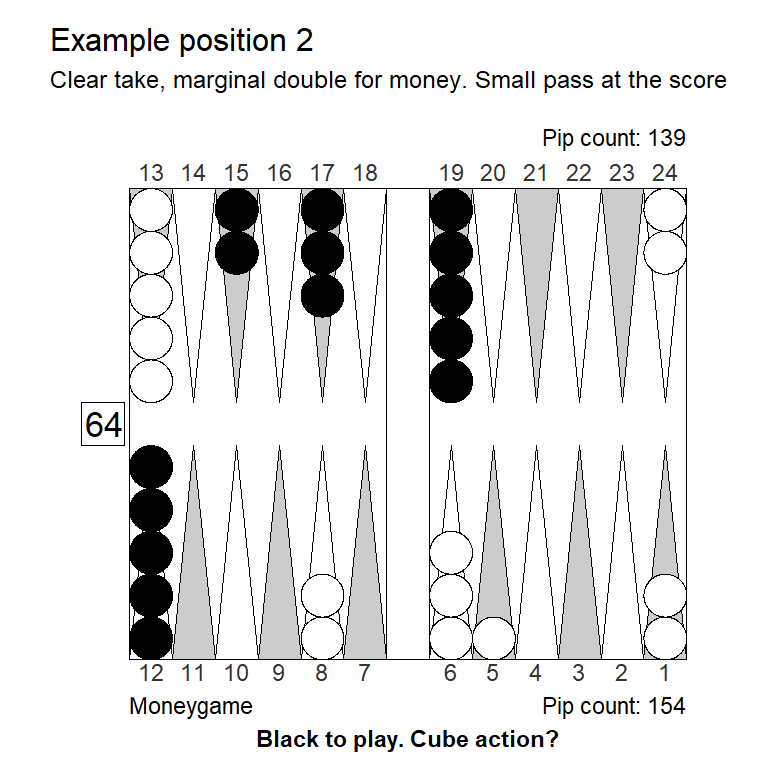 Example position 2
Clear take, marginal double for money. Small pass at the score
Pip count: 139
13 14 15 16 17 18 19 20 21 22 23 24
64
12 11 10 9 8 7 6 5 4 3 2 1
Moneygame Pip count: 154
Black to play. Cube action?